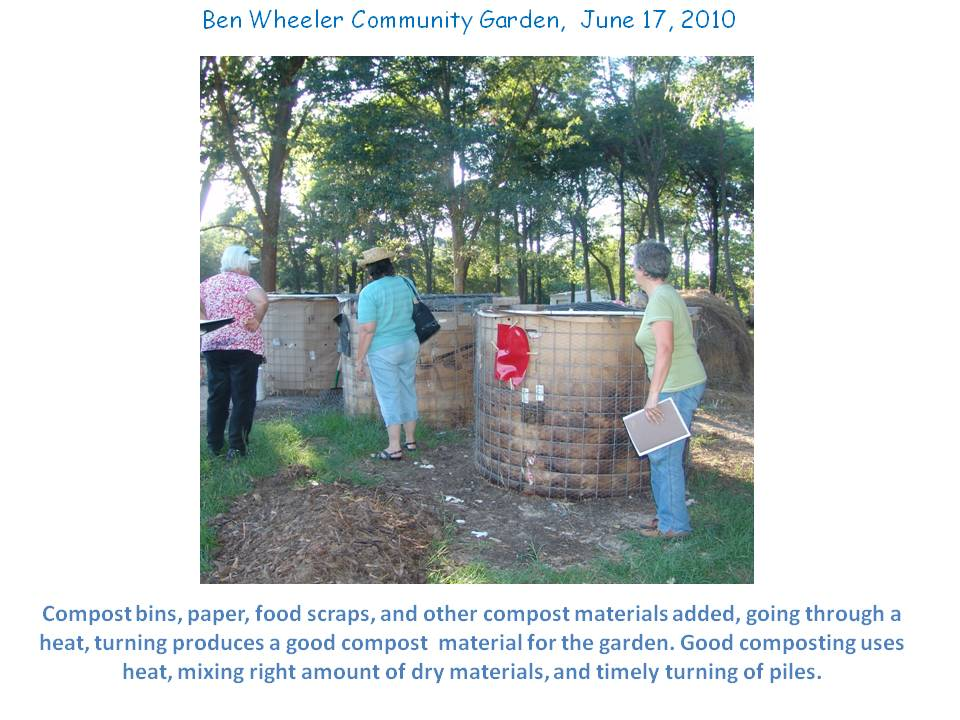 Ben Wheeler Community Garden,  June 17, 2010
Compost bins, paper, food scraps, and other compost materials added, going through a
heat, turning produces a good compost  material for the garden. Good composting uses
heat, mixing right amount of dry materials, and timely turning of piles.